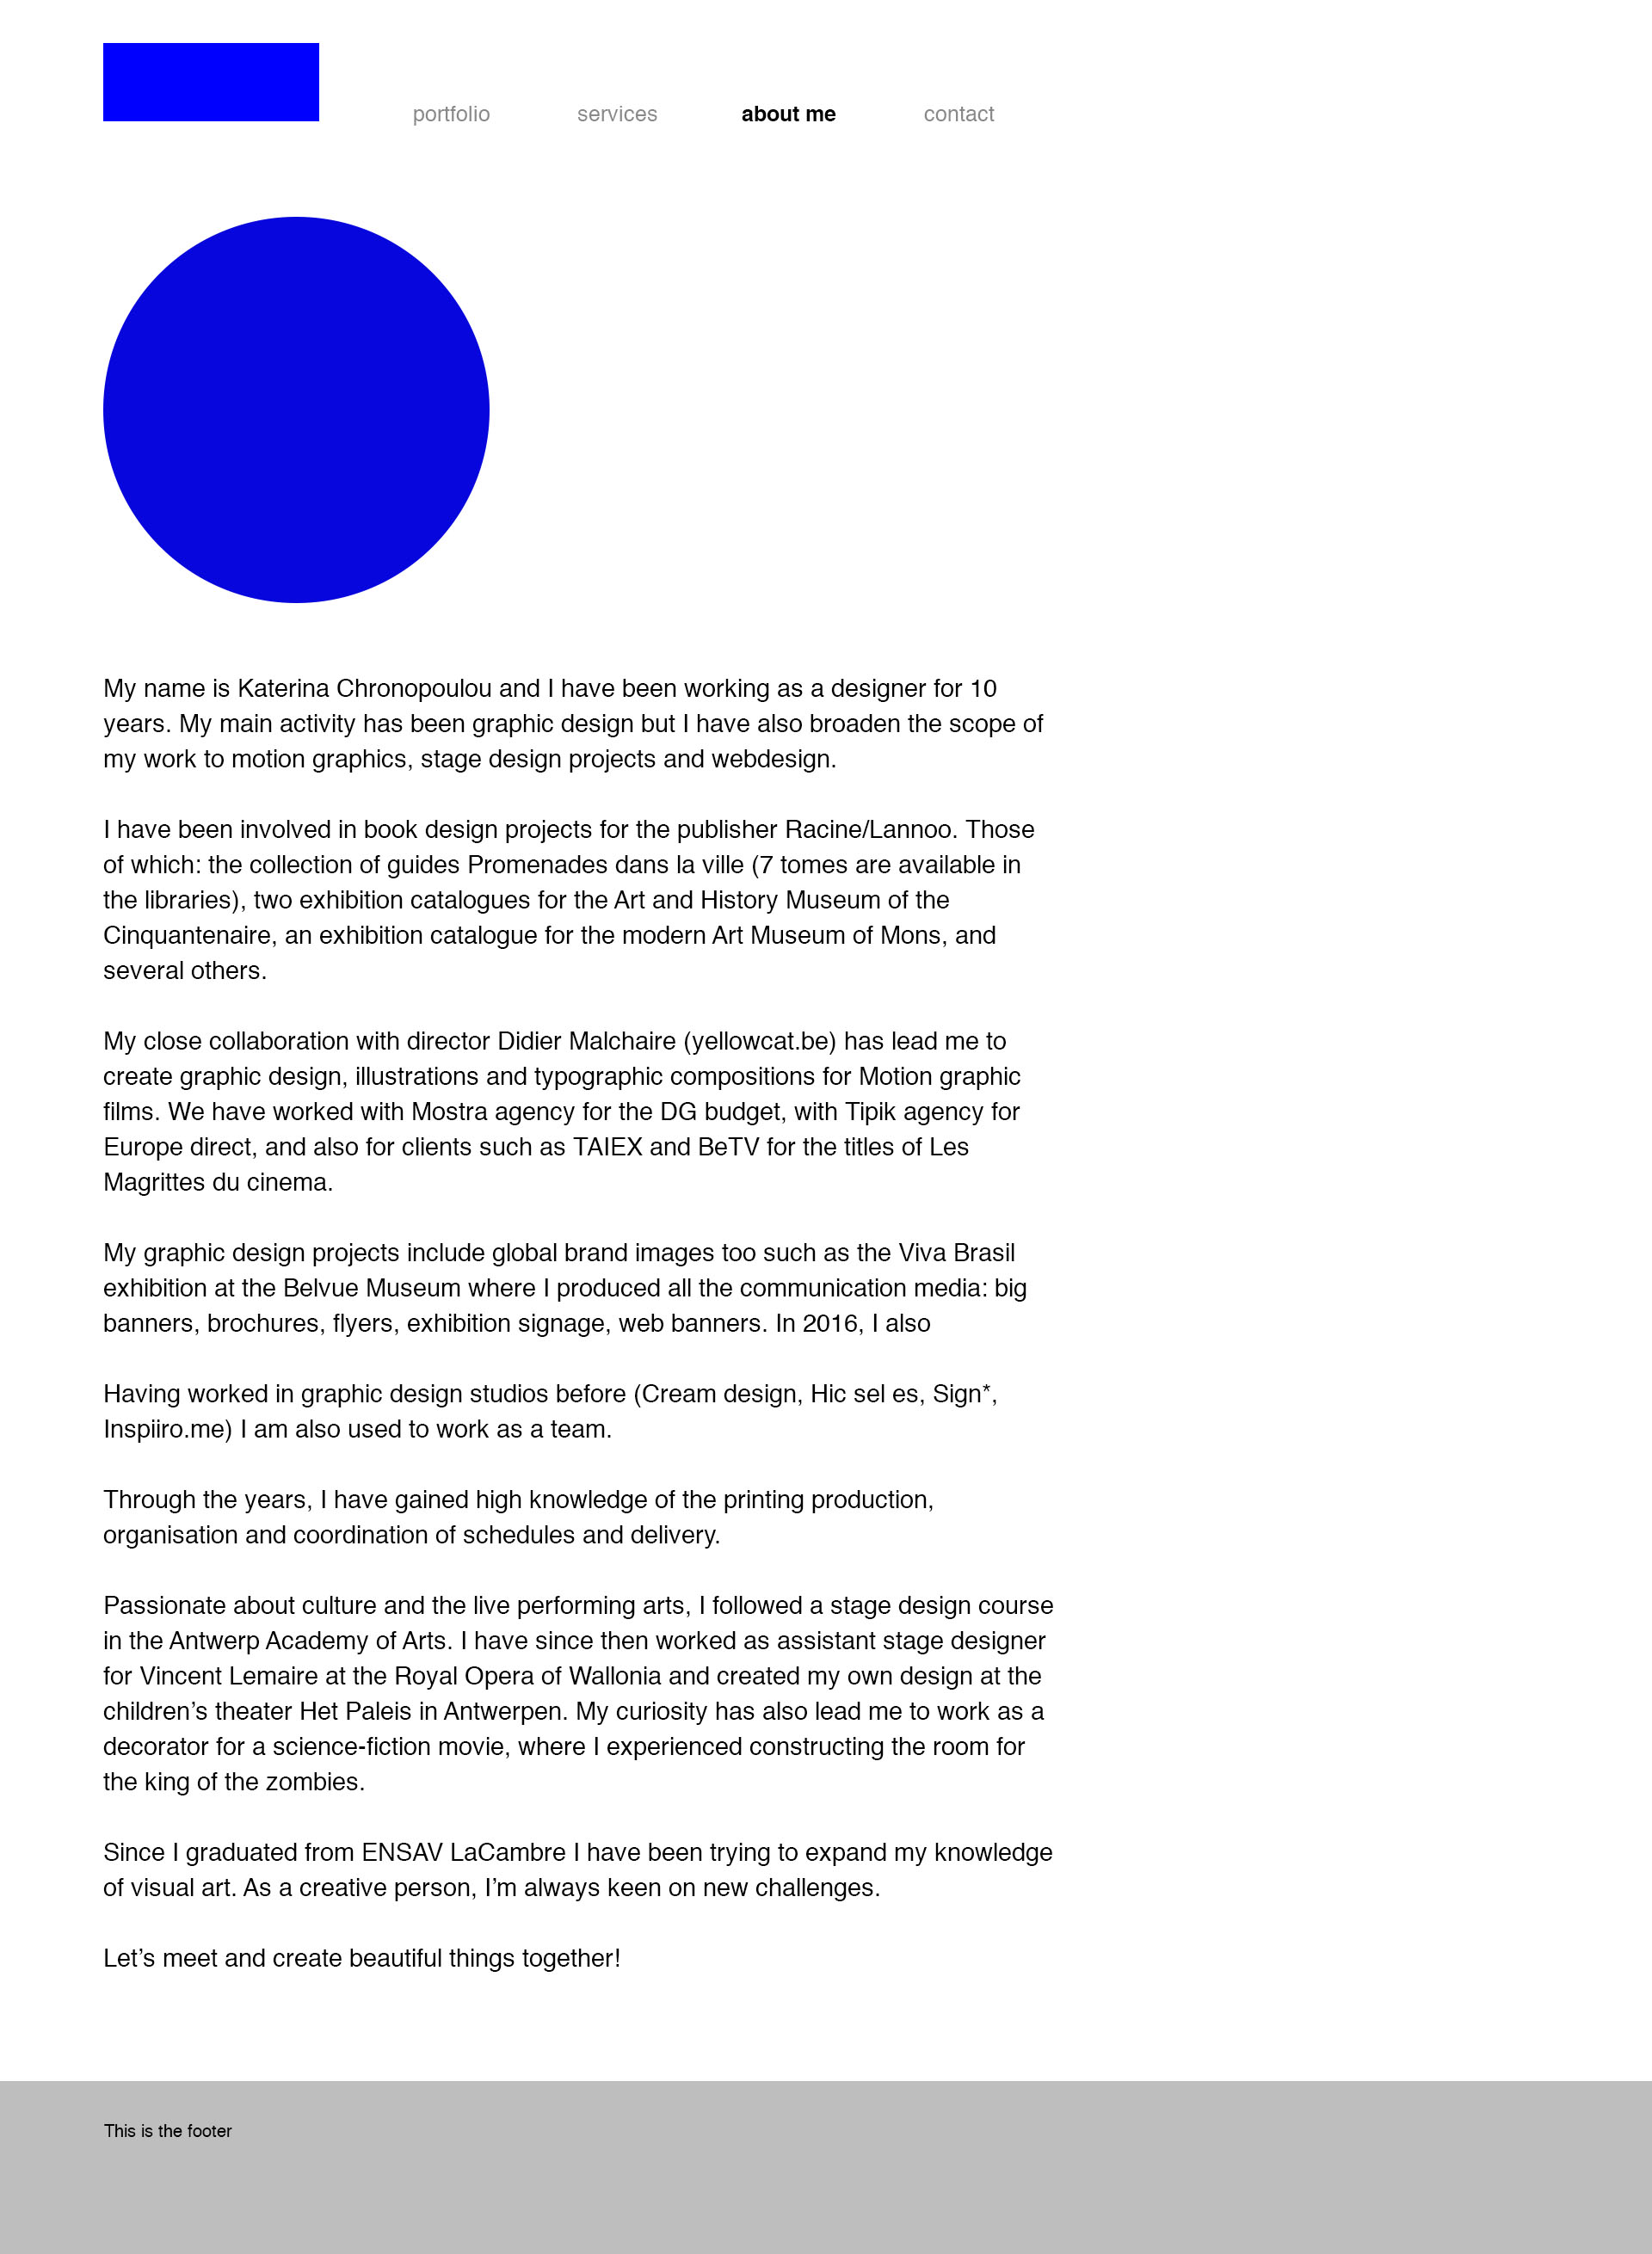 portfolio services about me contact
My name is Katerina Chronopoulou and I have been working as a designer for 10
years. My main activity has been graphic design but I have also broaden the scope of
my work to motion graphics, stage design projects and webdesign.
I have been involved in book design projects for the publisher Racine/Lannoo. Those
of which: the collection of guides Promenades dans la ville (7 tomes are available in
the libraries), two exhibition catalogues for the Art and History Museum of the
Cinquantenaire, an exhibition catalogue for the modern Art Museum of Mons, and
several others.
My close collaboration with director Didier Malchaire (yellowcat.be) has lead me to
create graphic design, illustrations and typographic compositions for Motion graphic
films. We have worked with Mostra agency for the DG budget, with Tipik agency for
Europe direct, and also for clients such as TAIEX and BeTV for the titles of Les
Magrittes du cinema.
My graphic design projects include global brand images too such as the Viva Brasil
exhibition at the Belvue Museum where I produced all the communication media: big
banners, brochures, flyers, exhibition signage, web banners. In 2016, I also
Having worked in graphic design studios before (Cream design, Hic sel es, Sign*,
Inspiiro.me) I am also used to work as a team.
Through the years, I have gained high knowledge of the printing production,
organisation and coordination of schedules and delivery.
Passionate about culture and the live performing arts, I followed a stage design course
in the Antwerp Academy of Arts. I have since then worked as assistant stage designer
for Vincent Lemaire at the Royal Opera of Wallonia and created my own design at the
children’s theater Het Paleis in Antwerpen. My curiosity has also lead me to work as a
decorator for a science-fiction movie, where I experienced constructing the room for
the king of the zombies.
Since I graduated from ENSAV LaCambre I have been trying to expand my knowledge
of visual art. As a creative person, I’m always keen on new challenges.
Let’s meet and create beautiful things together!
This is the footer